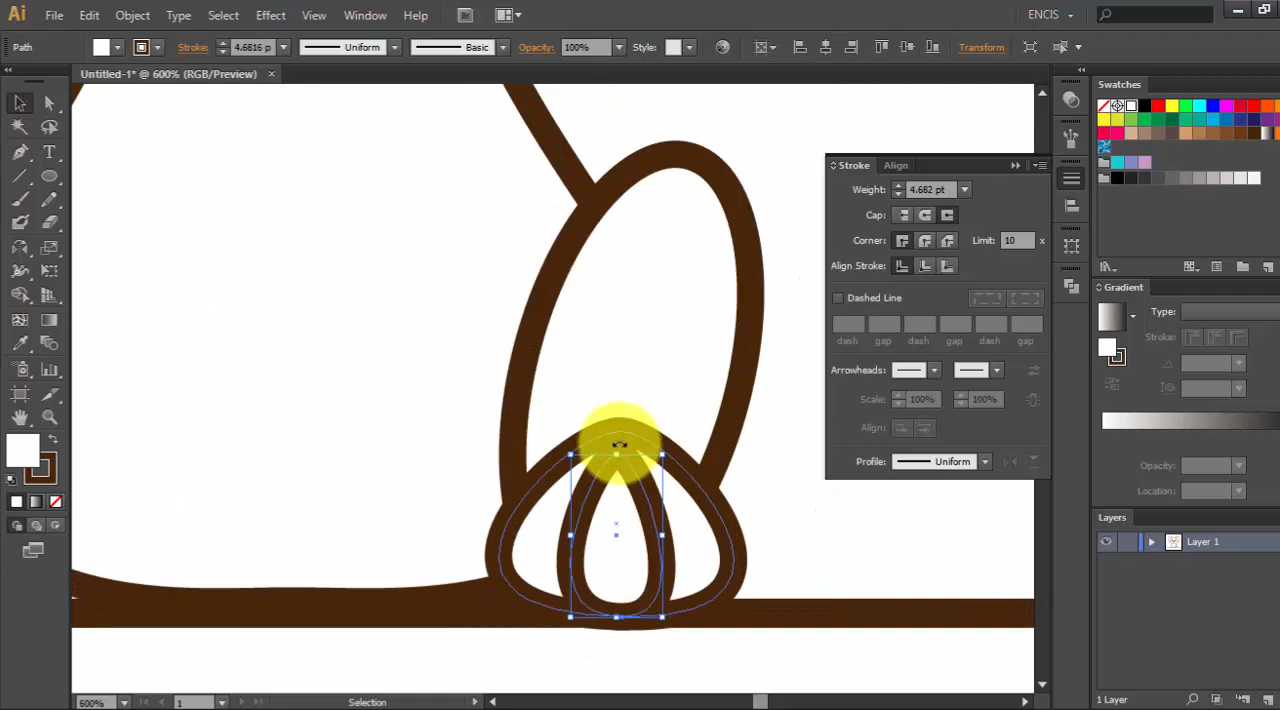 Ai File Edit Object Type Select Effect View Window Help Br ENCIS
Path Stroke: 4.6816 p Uniform Basic Opacity: 100% Style: Transform
Untitled-1* @ 600% (RGB/Preview) ×
Swatches
Stroke Align
Weight: 4.682 pt
Cap:
Corner: Limit: 10 x
Align Stroke:
Dashed Line
dash gap dash gap dash gap
Arrowheads:
Scale: 100% 100%
Align:
Profile: Uniform
Gradient
Type:
Stroke:
Opacity:
Location:
Layers
Layer 1
600% 1 Selection
1 Layer